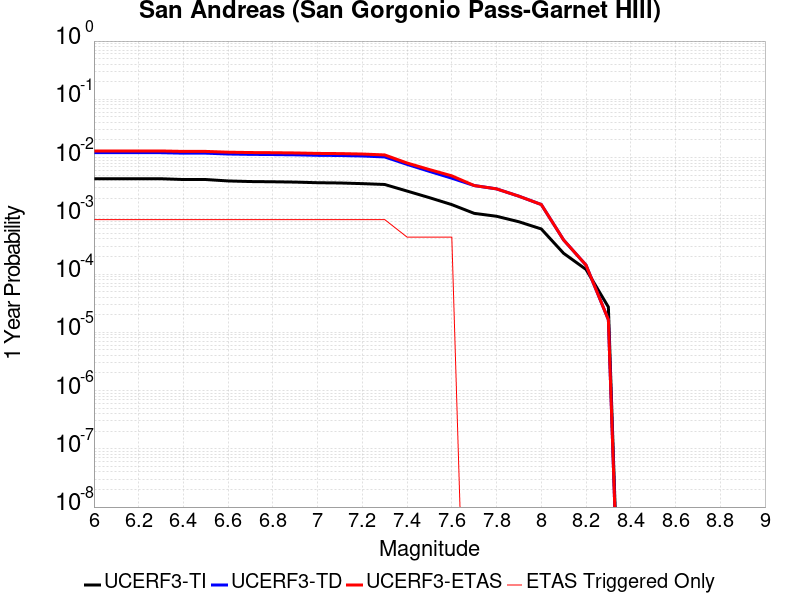 San Andreas (San Gorgonio Pass-Garnet HIll)
10^0
10^-1
10^-2
10^-3
10^-4
10^-5
10^-6
10^-7
10^-8
1 Year Probability
6 6.2 6.4 6.6 6.8 7 7.2 7.4 7.6 7.8 8 8.2 8.4 8.6 8.8 9
Magnitude
UCERF3-TI UCERF3-TD UCERF3-ETAS ETAS Triggered Only